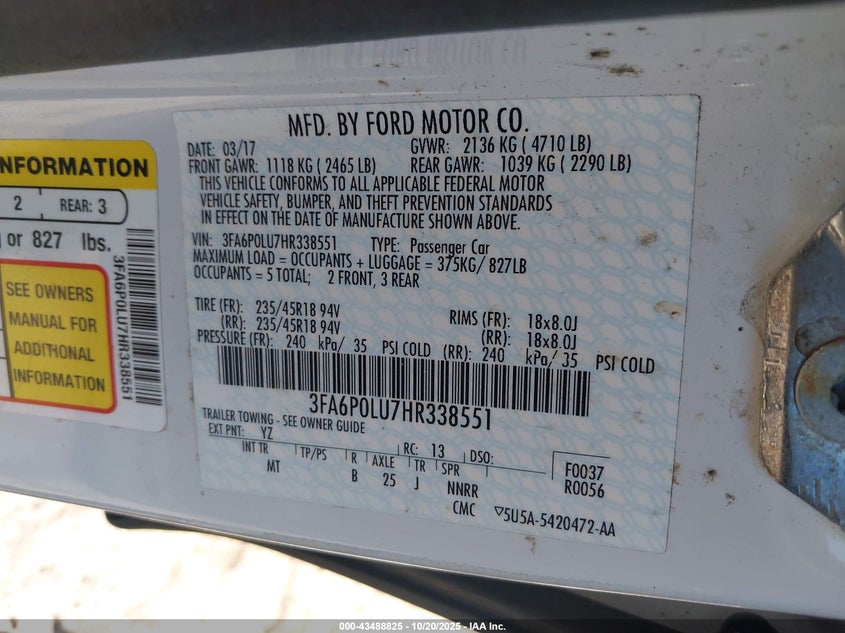 MFD. BY FORD MOTOR CO.
DATE: 03/17 GVWR: 2136 KG ( 4710 LB)
FRONT GAWR: 1118 KG ( 2465 LB) REAR GAWR: 1039 KG ( 2290 LB)
THIS VEHICLE CONFORMS TO ALL APPLICABLE FEDERAL MOTOR
VEHICLE SAFETY, BUMPER, AND THEFT PREVENTION STANDARDS
IN EFFECT ON THE DATE OF MANUFACTURE SHOWN ABOVE.
VIN: 3FA6P0LU7HR338551 TYPE: Passenger Car
MAXIMUM LOAD = OCCUPANTS + LUGGAGE = 375KG/ 827LB
OCCUPANTS = 5 TOTAL; 2 FRONT, 3 REAR
TIRE (FR): 235/45R18 94V RIMS (FR): 18x8.0J
(RR): 235/45R18 94V (RR): 18x8.0J
PRESSURE (FR): 240 kPa/ 35 PSI COLD (RR): 240 kPa/ 35 PSI COLD
3FA6P0LU7HR338551
TRAILER TOWING - SEE OWNER GUIDE
EXT PNT: YZ RC: 13 DSO: F0037
INT TR TP/PS R AXLE TR SPR R0056
MT B 25 J NNRR
CMC ▽5U5A-5420472-AA
INFORMATION
2 REAR: 3
or 827 lbs.
SEE OWNERS
MANUAL FOR
ADDITIONAL
INFORMATION
3FA6P0LU7HR338551
000-43488825 - 10/20/2025 - IAA Inc.